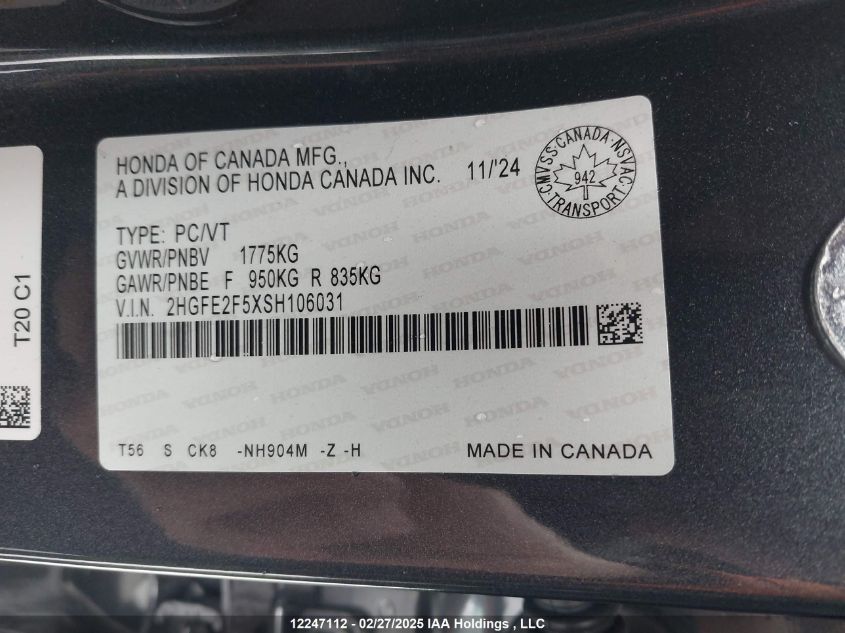 HONDA OF CANADA MFG.,
A DIVISION OF HONDA CANADA INC. 11/'24
CMVSS·CANADA·NSVAC·TRANSPORT
942
TYPE: PC/VT
GVWR/PNBV 1775KG
GAWR/PNBE F 950KG R 835KG
V.I.N. 2HGFE2F5XSH106031
T56 S CK8 -NH904M -Z -H MADE IN CANADA
T20 C1
12247112 - 02/27/2025 IAA Holdings , LLC